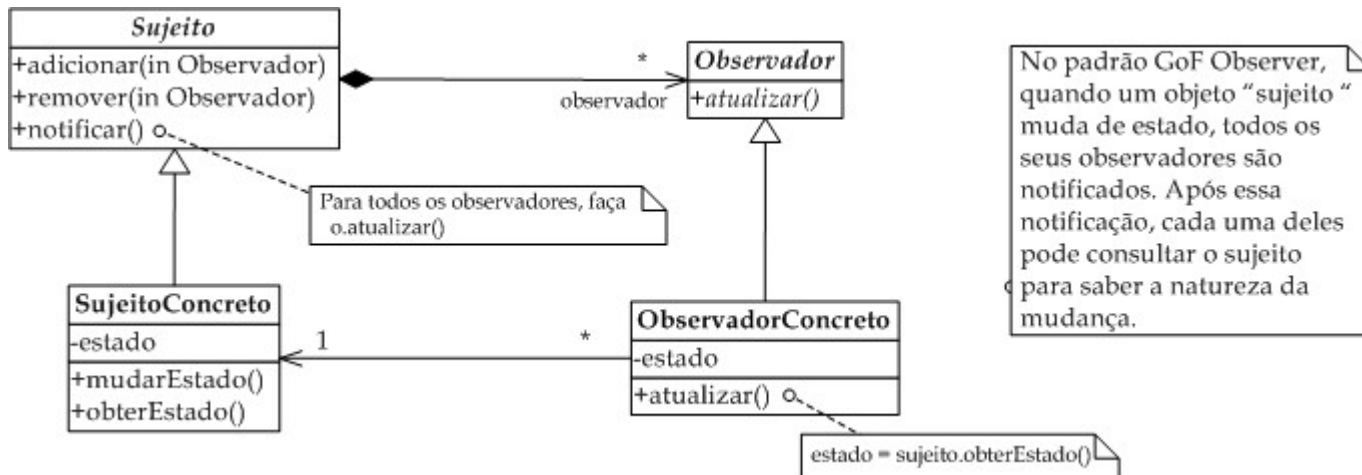 Sujeito
+adicionar(in Observador)
+remover(in Observador)
+notificar()
*
observador
Observador
+atualizar()
Para todos os observadores, faça
o.atualizar()
SujeitoConcreto
-estado
+mudarEstado()
+obterEstado()
1
*
ObservadorConcreto
-estado
+atualizar()
estado = sujeito.obterEstado()
No padrão GoF Observer,
quando um objeto “sujeito “
muda de estado, todos os
seus observadores são
notificados. Após essa
notificação, cada uma deles
pode consultar o sujeito
para saber a natureza da
mudança.